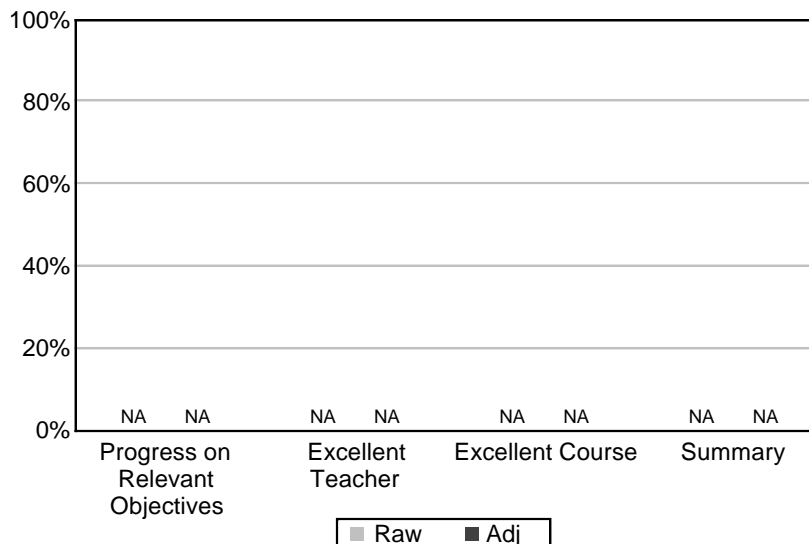 100%
80%
60%
40%
20%
0%
NA NA NA NA NA NA NA NA
Progress on
Relevant
Objectives
Excellent
Teacher
Excellent Course
Summary
Raw Adj